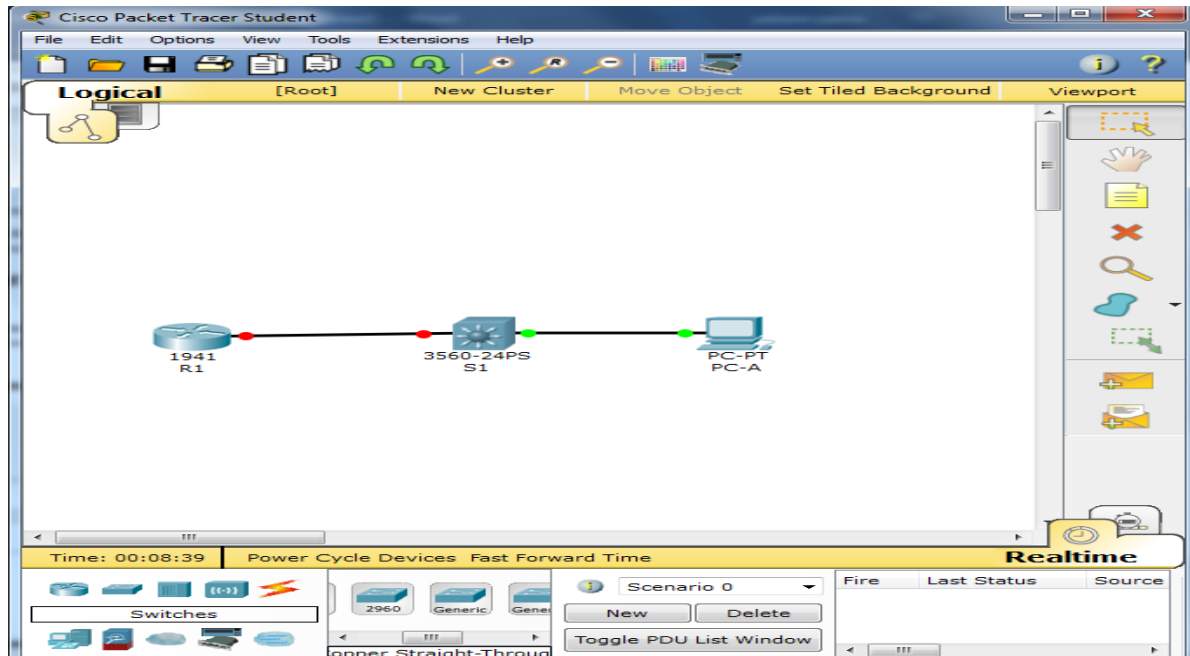 Cisco Packet Tracer Student
File Edit Options View Tools Extensions Help
Logical [Root] New Cluster Move Object Set Tiled Background Viewport
1941
R1
3560-24PS
S1
PC-PT
PC-A
Time: 00:08:39 Power Cycle Devices Fast Forward Time Realtime
Switches
2960 Generic
Scenario 0
New Delete
Toggle PDU List Window
Fire Last Status Source